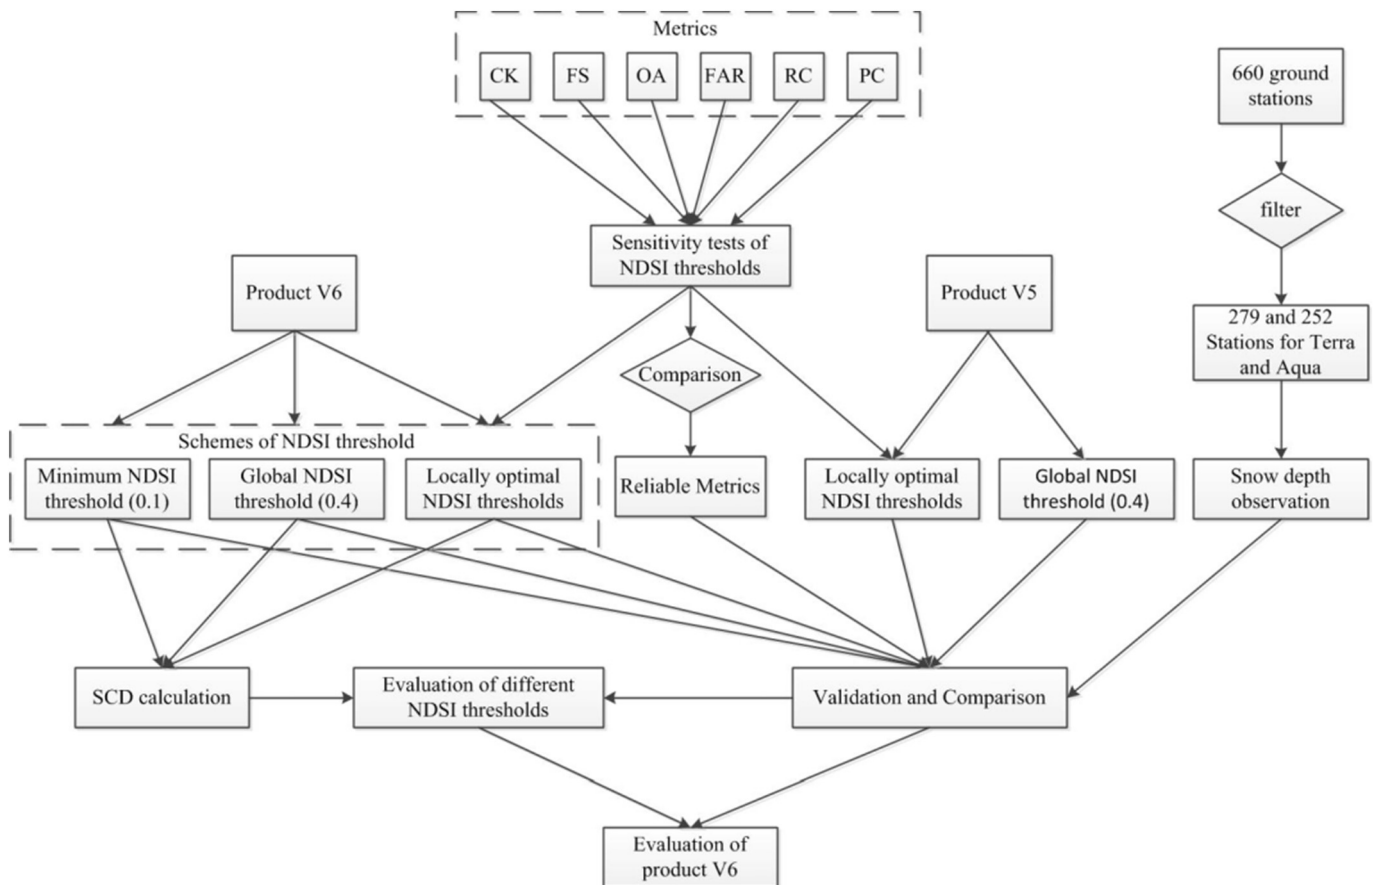 Metrics
CK
FS
OA
FAR
RC
PC
660 ground
stations
filter
Sensitivity tests of
NDSI thresholds
Product V6
Product V5
279 and 252
Stations for Terra
and Aqua
Comparison
Schemes of NDSI threshold
Minimum NDSI
threshold (0.1)
Global NDSI
threshold (0.4)
Locally optimal
NDSI thresholds
Reliable Metrics
Locally optimal
NDSI thresholds
Global NDSI
threshold (0.4)
Snow depth
observation
SCD calculation
Evaluation of different
NDSI thresholds
Validation and Comparison
Evaluation of
product V6